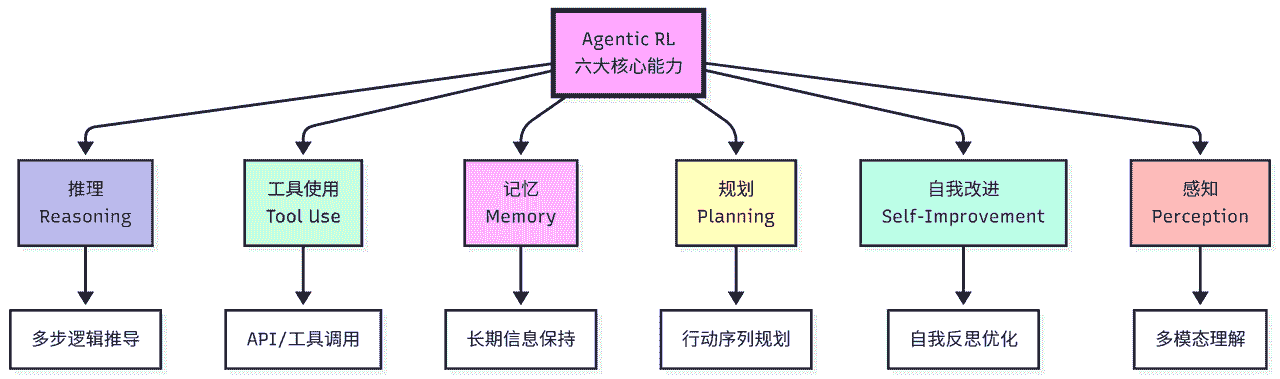 Agentic RL
六大核心能力
推理
Reasoning
工具使用
Tool Use
记忆
Memory
规划
Planning
自我改进
Self-Improvement
感知
Perception
多步逻辑推导
API/工具调用
长期信息保持
行动序列规划
自我反思优化
多模态理解